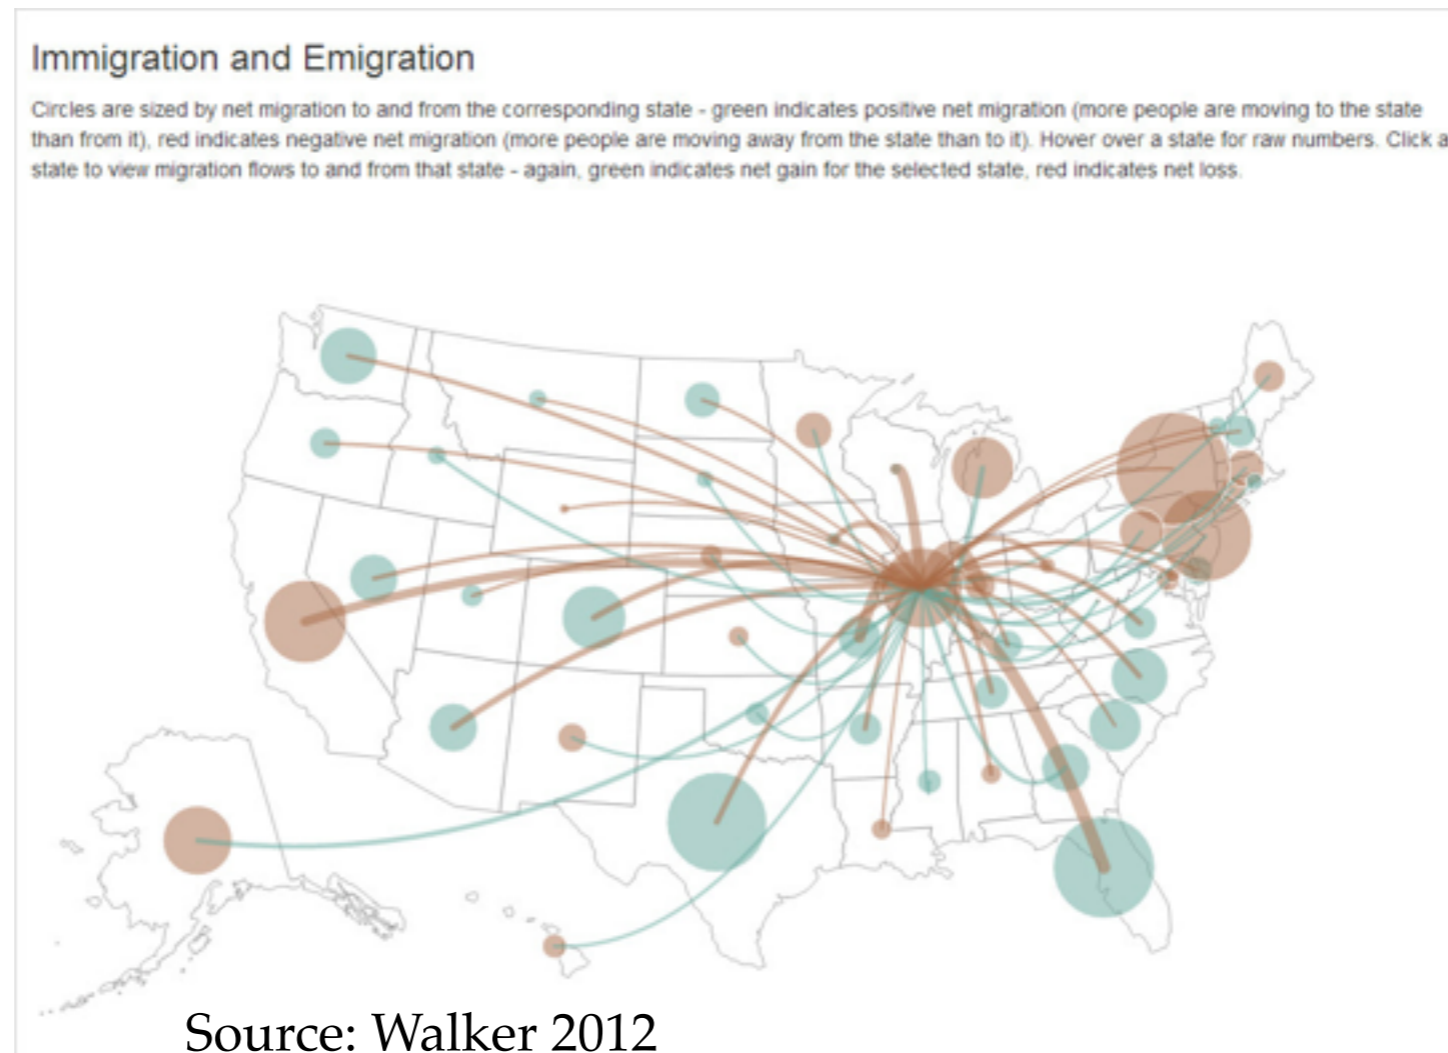 Immigration and Emigration
Circles are sized by net migration to and from the corresponding state - green indicates positive net migration (more people are moving to the state
than from it), red indicates negative net migration (more people are moving away from the state than to it). Hover over a state for raw numbers. Click a
state to view migration flows to and from that state - again, green indicates net gain for the selected state, red indicates net loss.
Source: Walker 2012